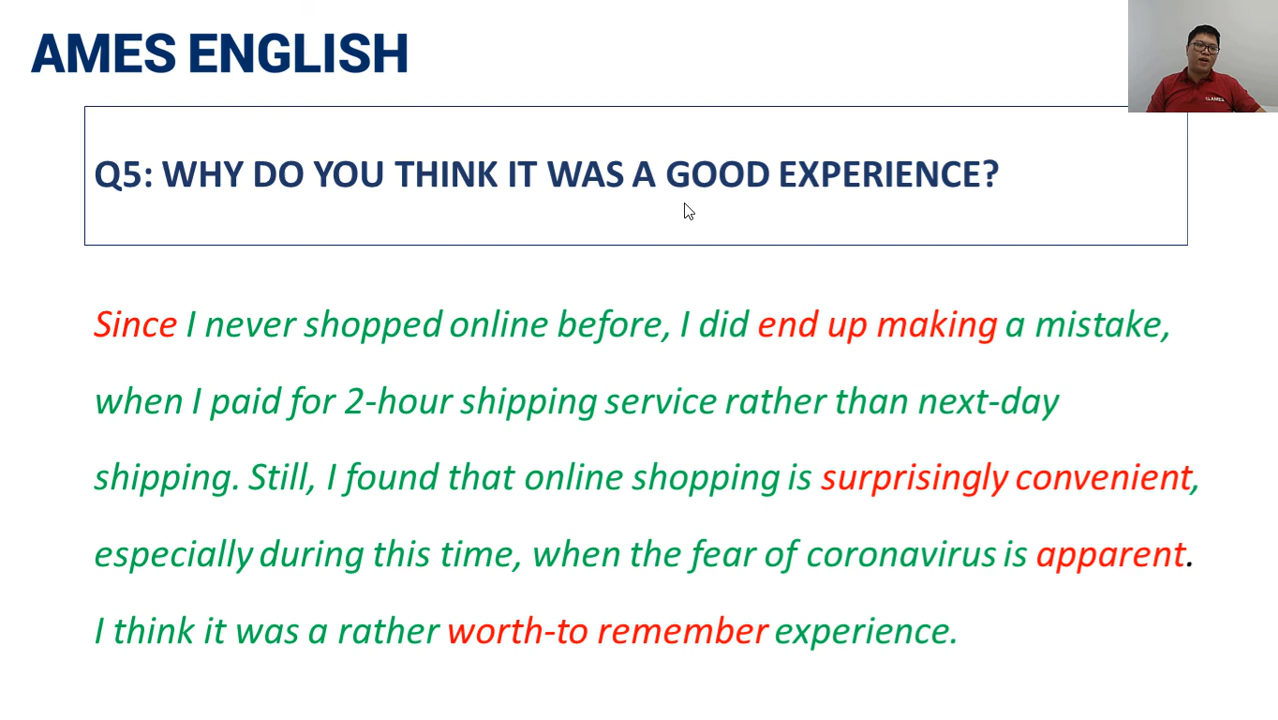 AMES ENGLISH
Q5: WHY DO YOU THINK IT WAS A GOOD EXPERIENCE?
Since I never shopped online before, I did end up making a mistake,
when I paid for 2-hour shipping service rather than next-day
shipping. Still, I found that online shopping is surprisingly convenient,
especially during this time, when the fear of coronavirus is apparent.
I think it was a rather worth-to remember experience.